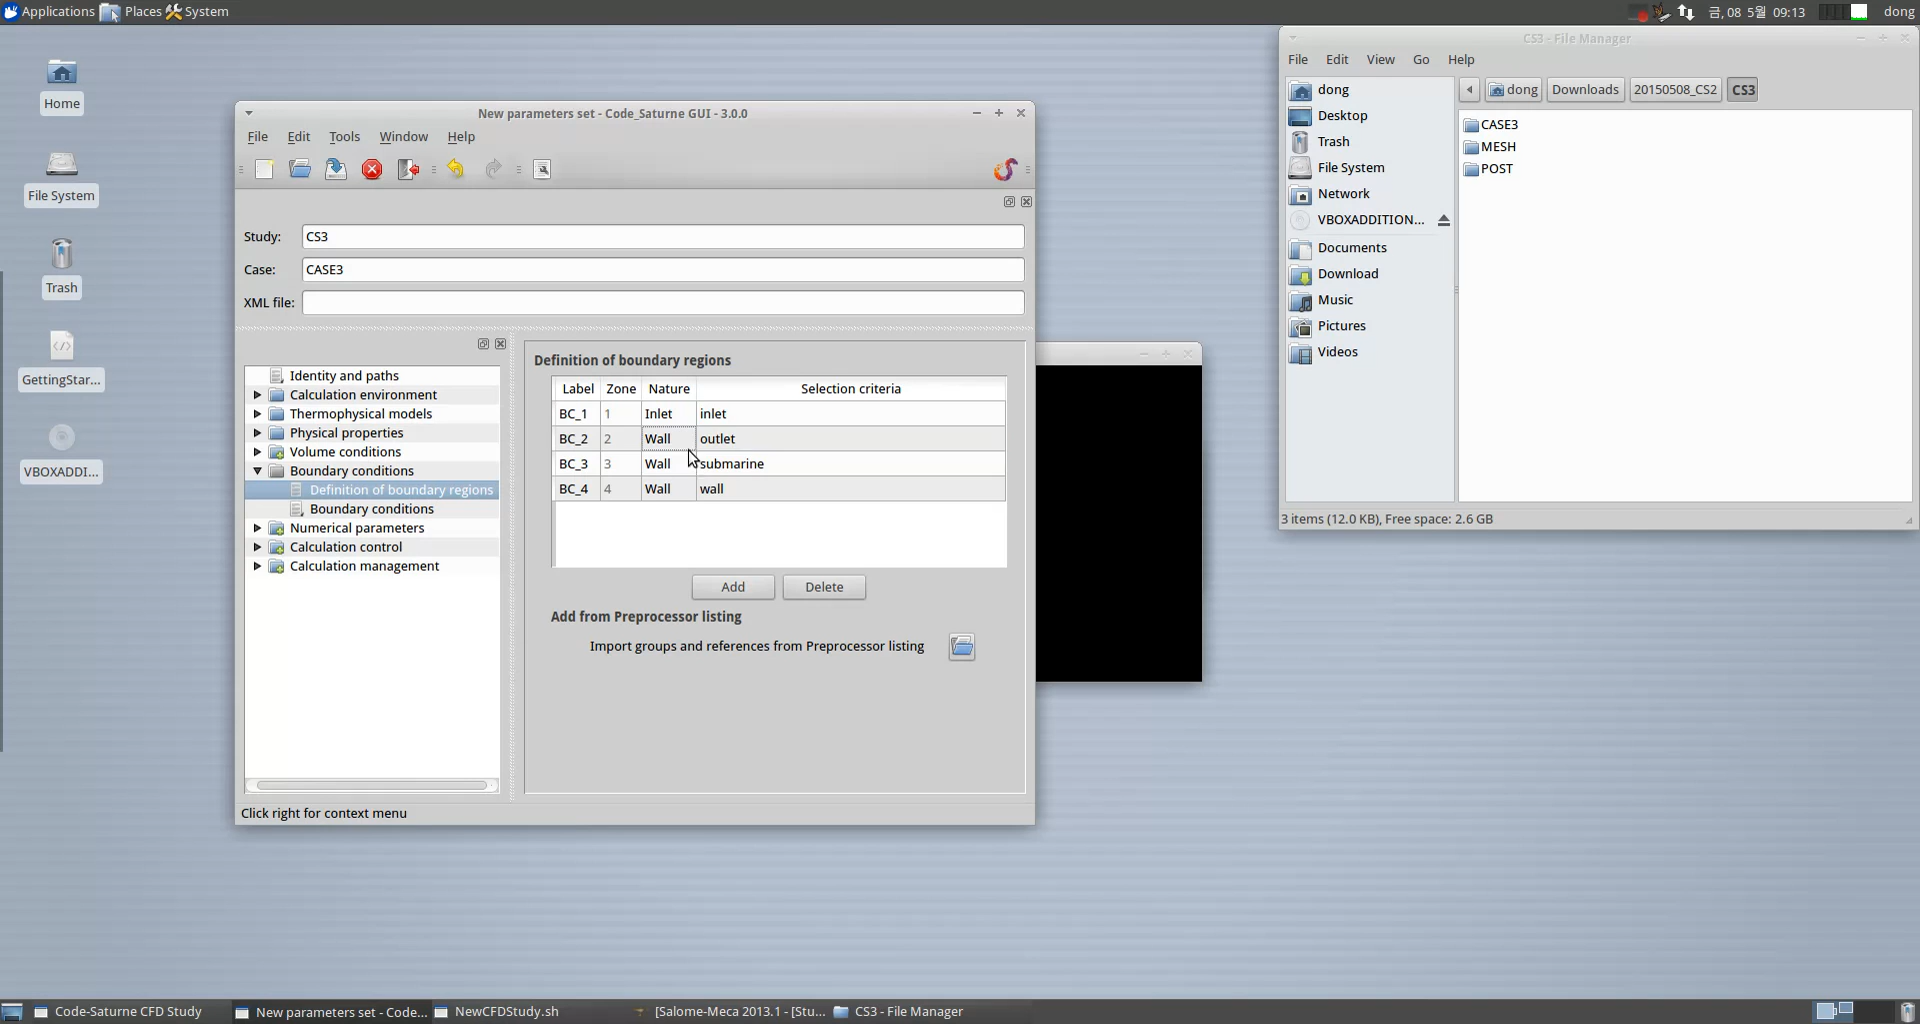 Applications Places System
금, 08 5월 09:13 dong
Home
File System
Trash
GettingStar...
VBOXADDI...
New parameters set - Code_Saturne GUI - 3.0.0
File Edit Tools Window Help
Study: CS3
Case: CASE3
XML file:
Identity and paths
Calculation environment
Thermophysical models
Physical properties
Volume conditions
Boundary conditions
Definition of boundary regions
Boundary conditions
Numerical parameters
Calculation control
Calculation management
Definition of boundary regions
Label Zone Nature Selection criteria
BC_1 1 Inlet inlet
BC_2 2 Wall outlet
BC_3 3 Wall submarine
BC_4 4 Wall wall
Add Delete
Add from Preprocessor listing
Import groups and references from Preprocessor listing
Click right for context menu
CS3 - File Manager
File Edit View Go Help
dong Downloads 20150508_CS2 CS3
dong
Desktop
Trash
File System
Network
VBOXADDITION...
Documents
Download
Music
Pictures
Videos
CASE3
MESH
POST
3 items (12.0 KB), Free space: 2.6 GB
Code-Saturne CFD Study New parameters set - Code... NewCFDStudy.sh [Salome-Meca 2013.1 - [Stu... CS3 - File Manager